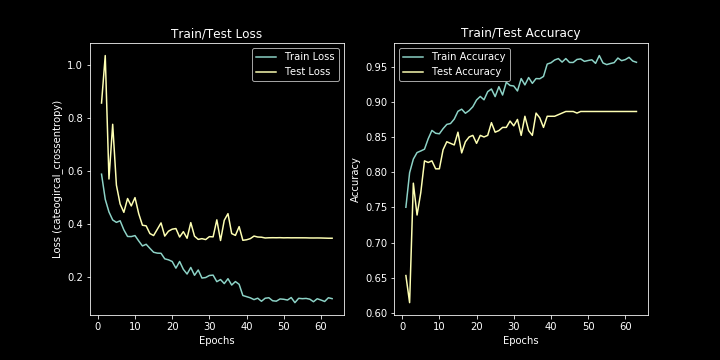 Train/Test Loss
Train/Test Accuracy
Train Loss
Test Loss
Train Accuracy
Test Accuracy
Loss (cateogircal_crossentropy)
1.0
0.8
0.6
0.4
0.2
0
10
20
30
40
50
60
Epochs
Accuracy
0.95
0.90
0.85
0.80
0.75
0.70
0.65
0.60
0
10
20
30
40
50
60
Epochs